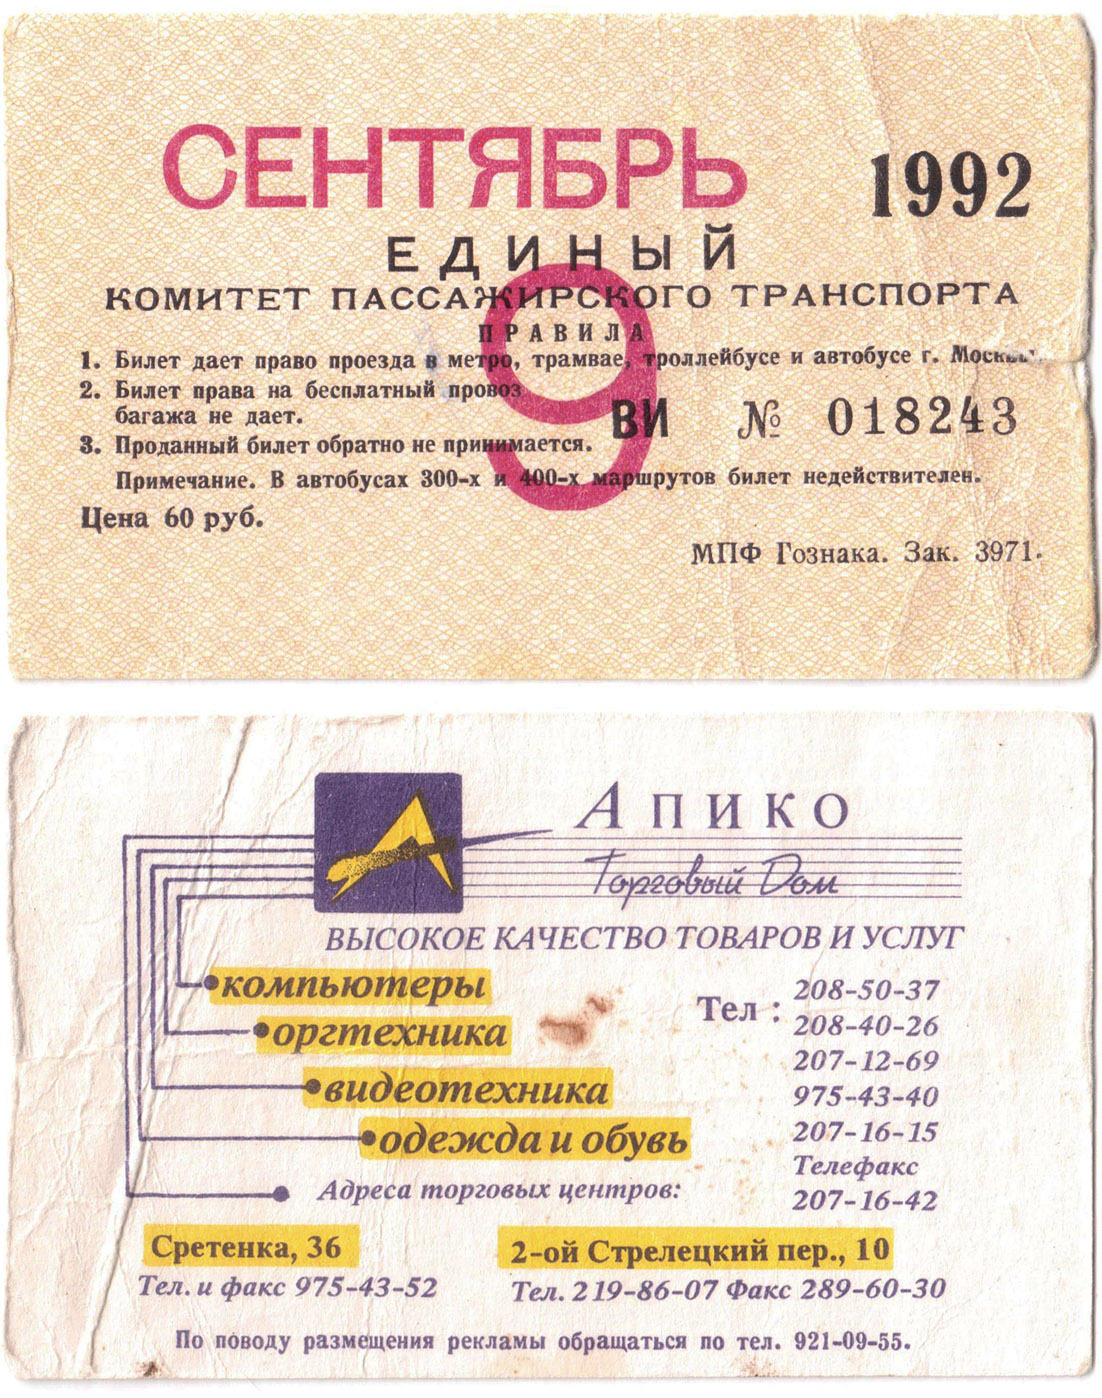 СЕНТЯБРЬ 1992
ЕДИНЫЙ
КОМИТЕТ ПАССАЖИРСКОГО ТРАНСПОРТА
9
ПРАВИЛА
1. Билет дает право проезда в метро, трамвае, троллейбусе и автобусе г. Москвы.
2. Билет права на бесплатный провоз
багажа не дает.
ВИ № 018243
3. Проданный билет обратно не принимается.
Примечание. В автобусах 300-х и 400-х маршрутов билет недействителен.
Цена 60 руб.
МПФ Гознака. Зак. 3971.
Апико
Торговый Дом
ВЫСОКОЕ КАЧЕСТВО ТОВАРОВ И УСЛУГ
компьютеры
оргтехника
видеотехника
одежда и обувь
Тел : 208-50-37
208-40-26
207-12-69
975-43-40
207-16-15
Телефакс
207-16-42
Адреса торговых центров:
Сретенка, 36
Тел. и факс 975-43-52
2-ой Стрелецкий пер., 10
Тел. 219-86-07 Факс 289-60-30
По поводу размещения рекламы обращаться по тел. 921-09-55.